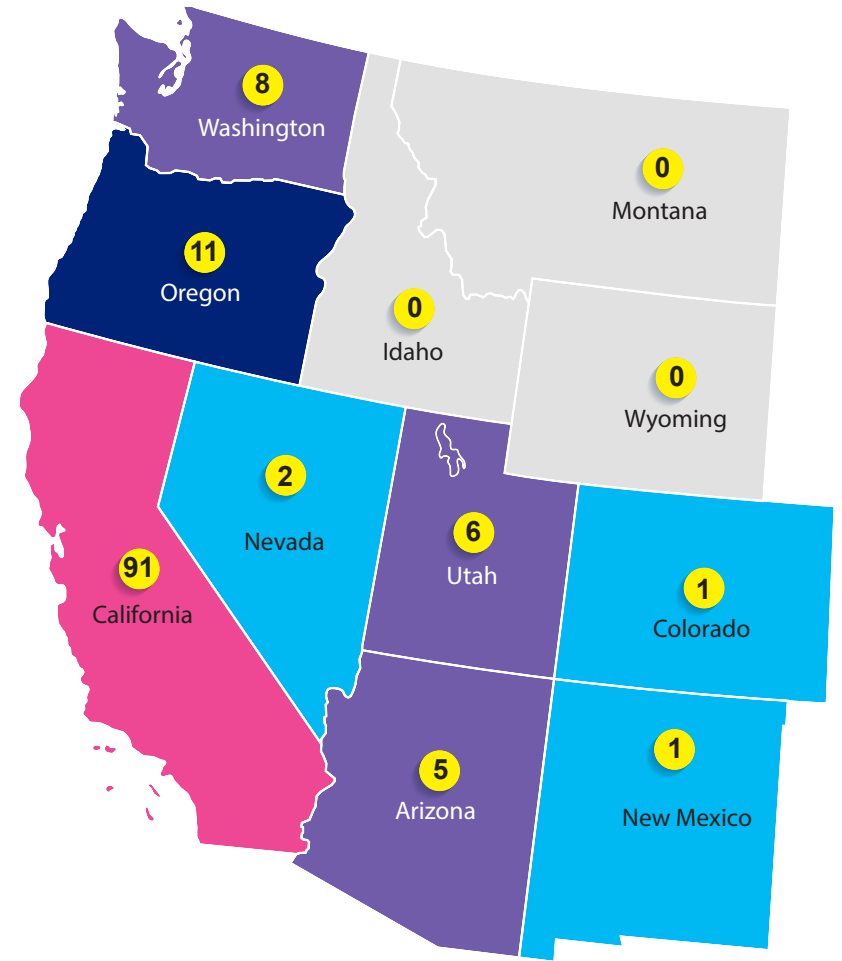 8
Washington
0
Montana
11
Oregon
0
Idaho
0
Wyoming
2
Nevada
6
Utah
91
California
1
Colorado
5
Arizona
1
New Mexico